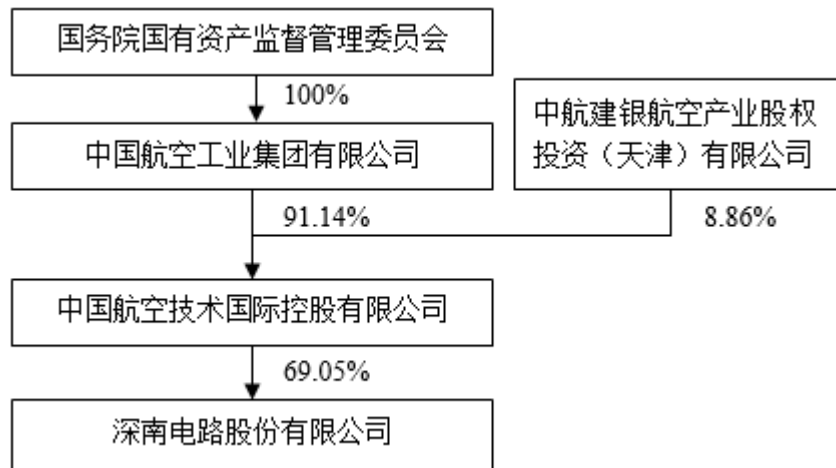 国务院国有资产监督管理委员会
100%
中国航空工业集团有限公司
中航建银航空产业股权
投资（天津）有限公司
91.14%
8.86%
中国航空技术国际控股有限公司
69.05%
深南电路股份有限公司